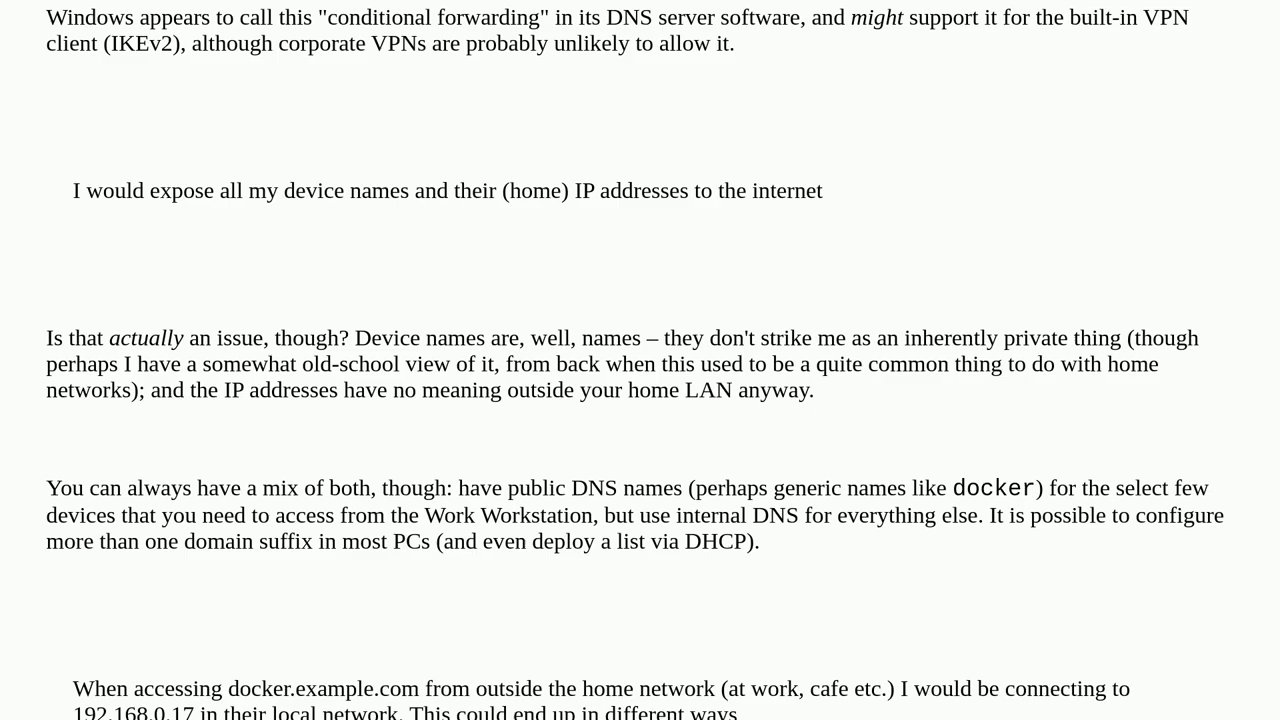 Windows appears to call this "conditional forwarding" in its DNS server software, and might support it for the built-in VPN
client (IKEv2), although corporate VPNs are probably unlikely to allow it.
I would expose all my device names and their (home) IP addresses to the internet
Is that actually an issue, though? Device names are, well, names – they don't strike me as an inherently private thing (though
perhaps I have a somewhat old-school view of it, from back when this used to be a quite common thing to do with home
networks); and the IP addresses have no meaning outside your home LAN anyway.
You can always have a mix of both, though: have public DNS names (perhaps generic names like docker) for the select few
devices that you need to access from the Work Workstation, but use internal DNS for everything else. It is possible to configure
more than one domain suffix in most PCs (and even deploy a list via DHCP).
When accessing docker.example.com from outside the home network (at work, cafe etc.) I would be connecting to
192.168.0.17 in their local network. This could end up in different ways